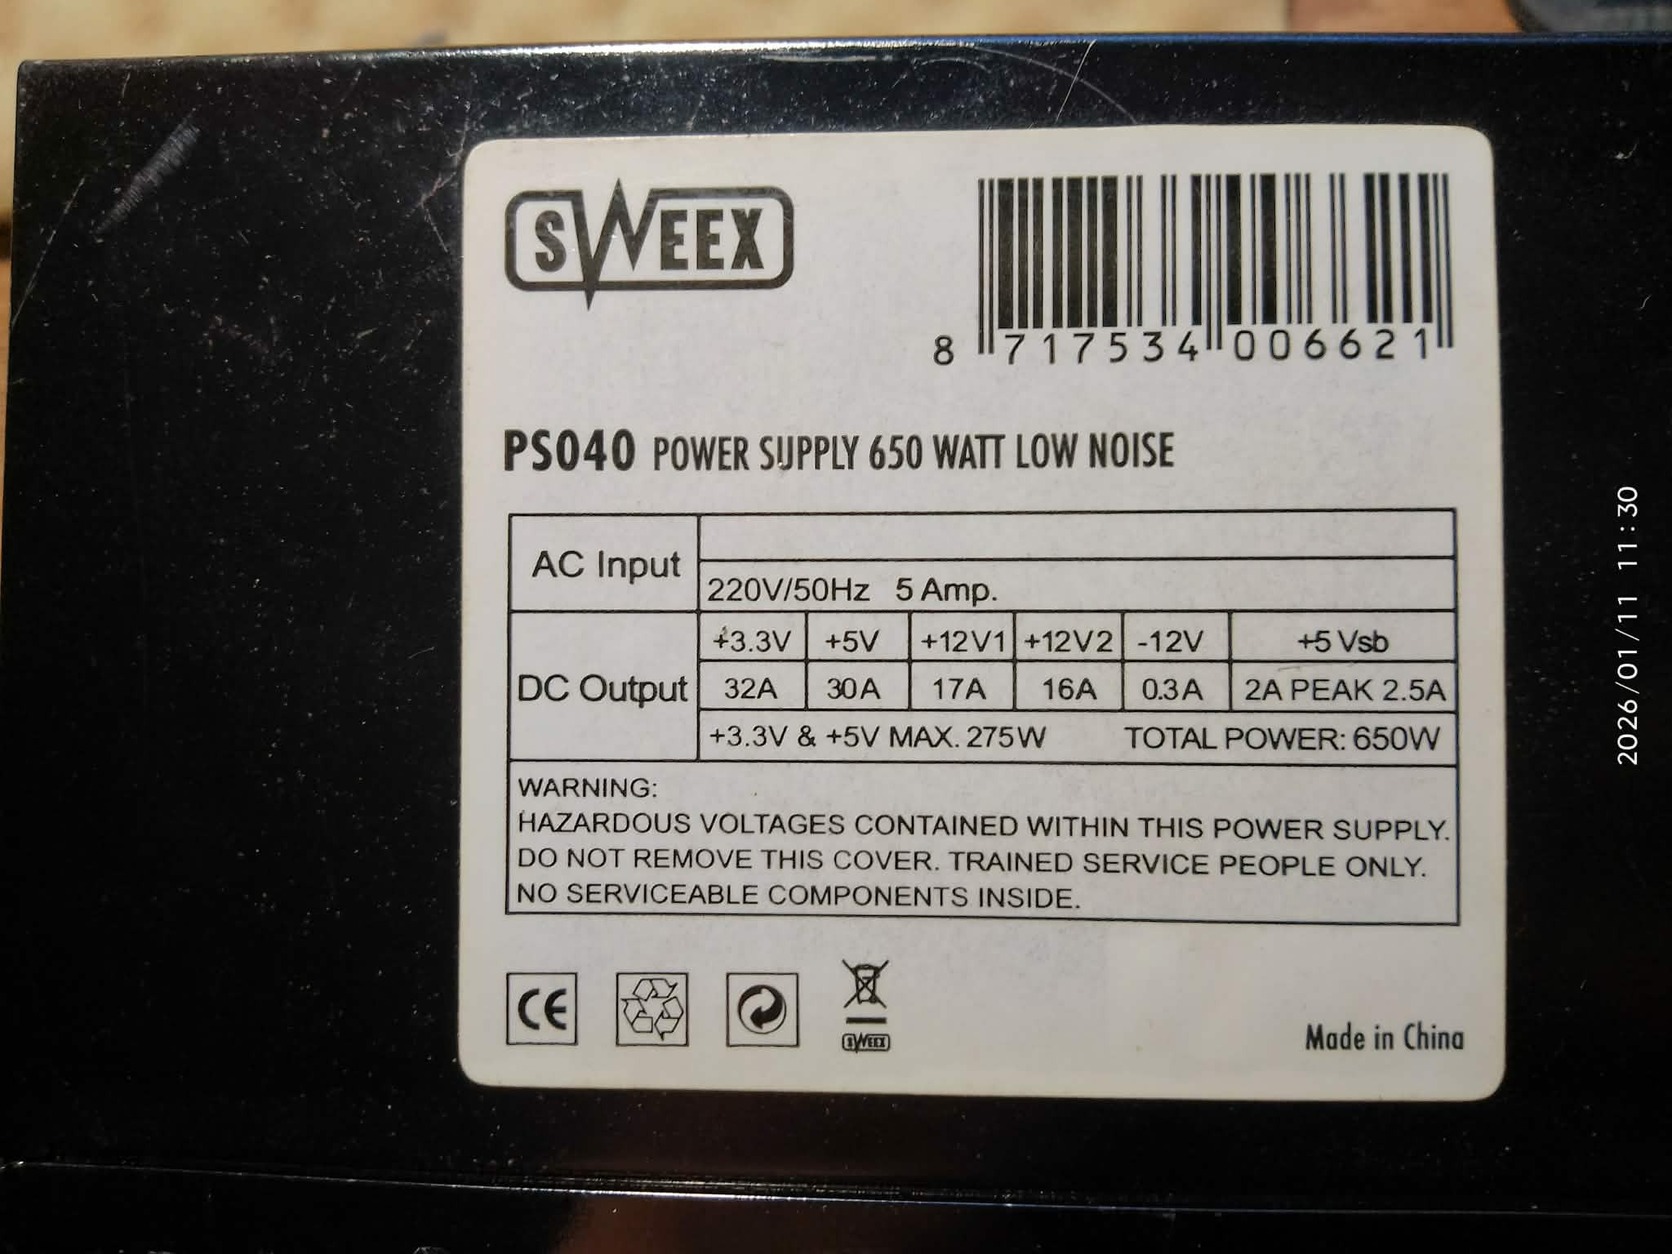 SWEEX
8 717534 006621
PS040 POWER SUPPLY 650 WATT LOW NOISE
AC Input
220V/50Hz 5 Amp.
DC Output
+3.3V +5V +12V1 +12V2 -12V +5 Vsb
32A 30A 17A 16A 0.3A 2A PEAK 2.5A
+3.3V & +5V MAX. 275W TOTAL POWER: 650W
WARNING:
HAZARDOUS VOLTAGES CONTAINED WITHIN THIS POWER SUPPLY.
DO NOT REMOVE THIS COVER. TRAINED SERVICE PEOPLE ONLY.
NO SERVICEABLE COMPONENTS INSIDE.
CE
SWEEX
Made in China
2026/01/11 11:30